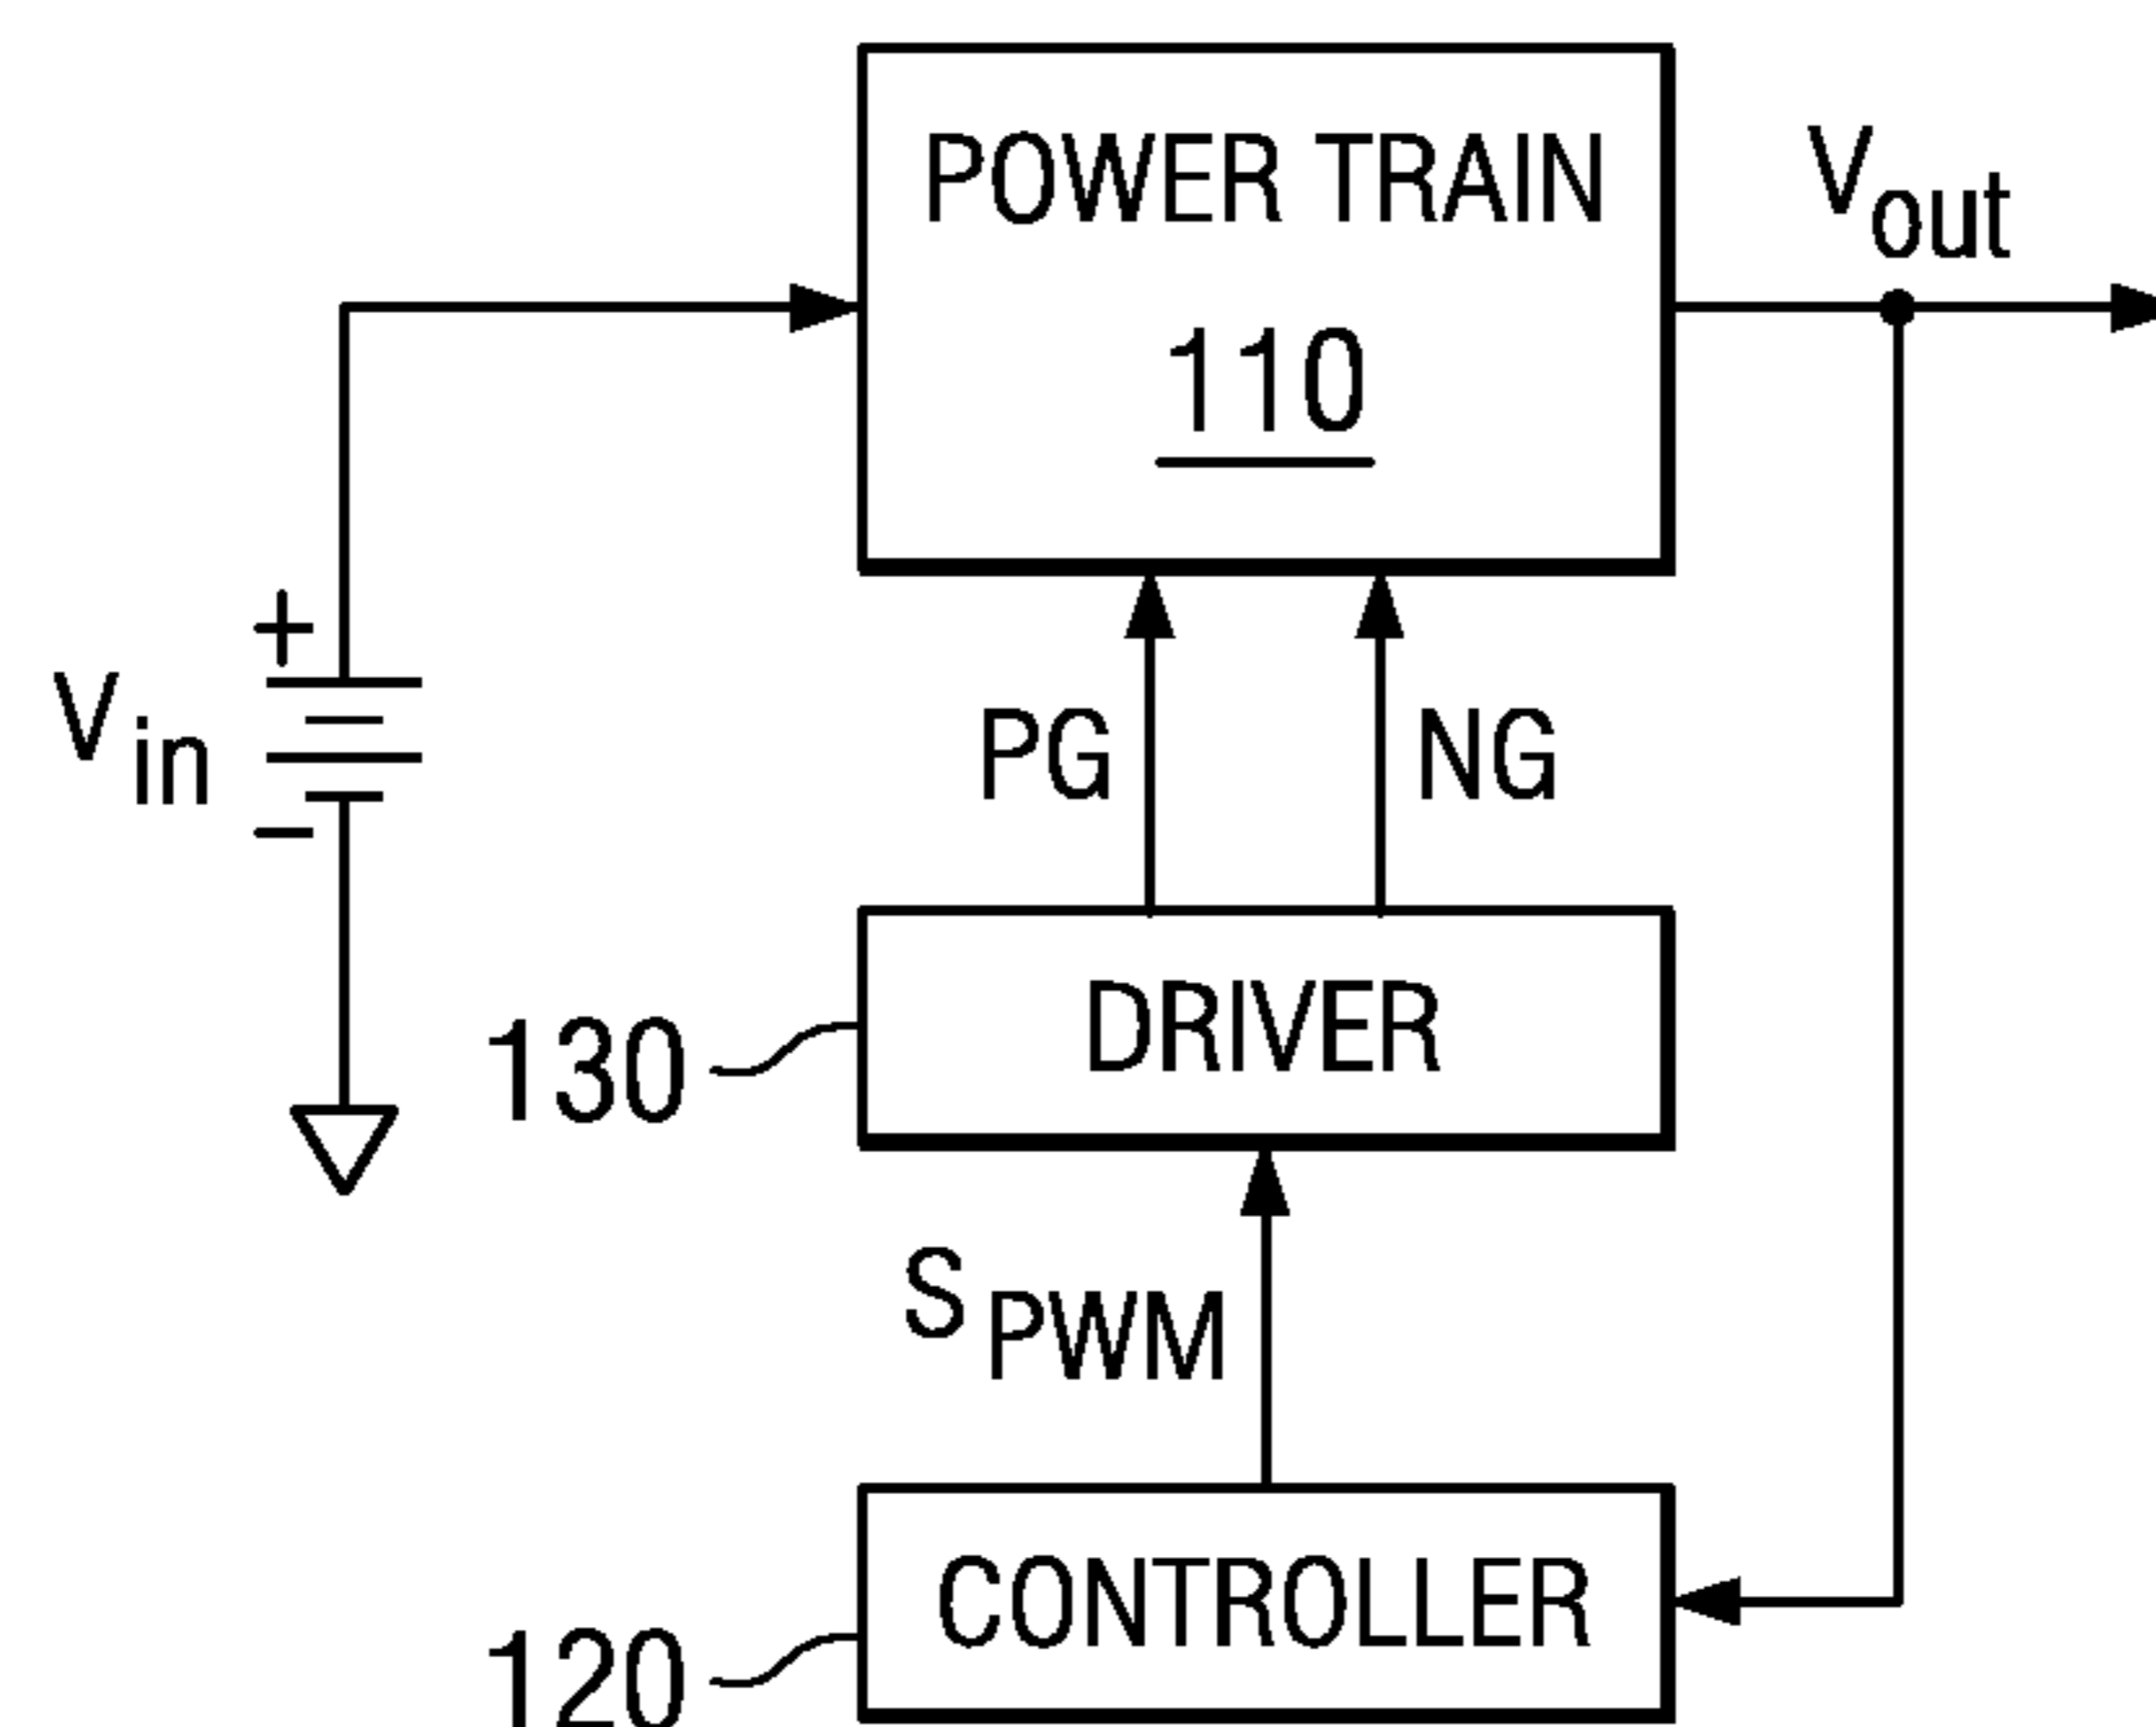 POWER TRAIN
110
Vout
+
Vin
−
PG
NG
130
DRIVER
SPWM
CONTROLLER
120